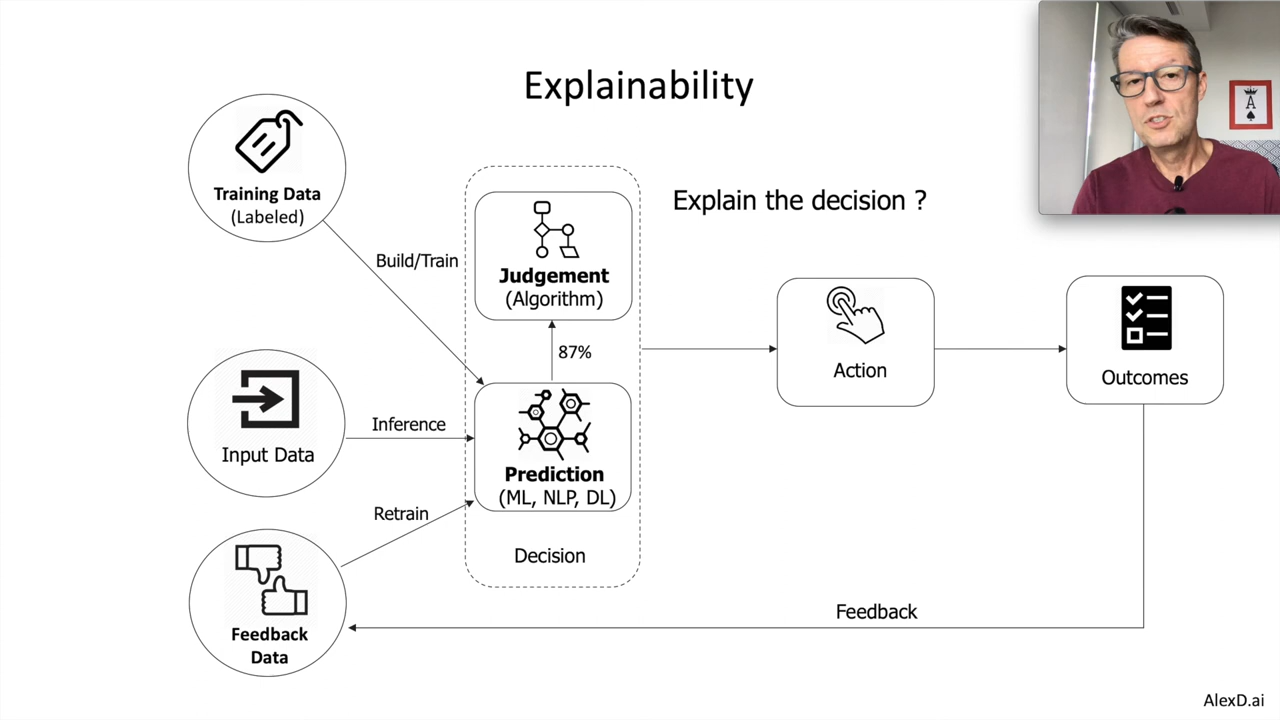 Explainability
Training Data
(Labeled)
Build/Train
Judgement
(Algorithm)
Explain the decision ?
A
87%
Action
Outcomes
Input Data
Inference
Prediction
(ML, NLP, DL)
Retrain
Decision
Feedback
Data
Feedback
AlexD.ai